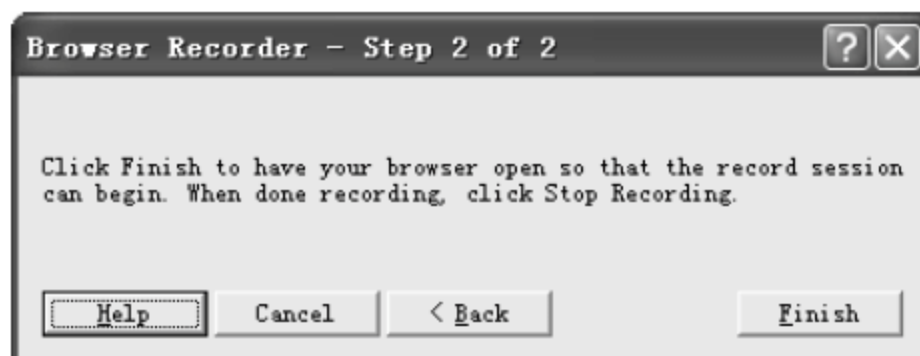 Browser Recorder - Step 2 of 2
Click Finish to have your browser open so that the record session
can begin. When done recording, click Stop Recording.
Help Cancel < Back Finish